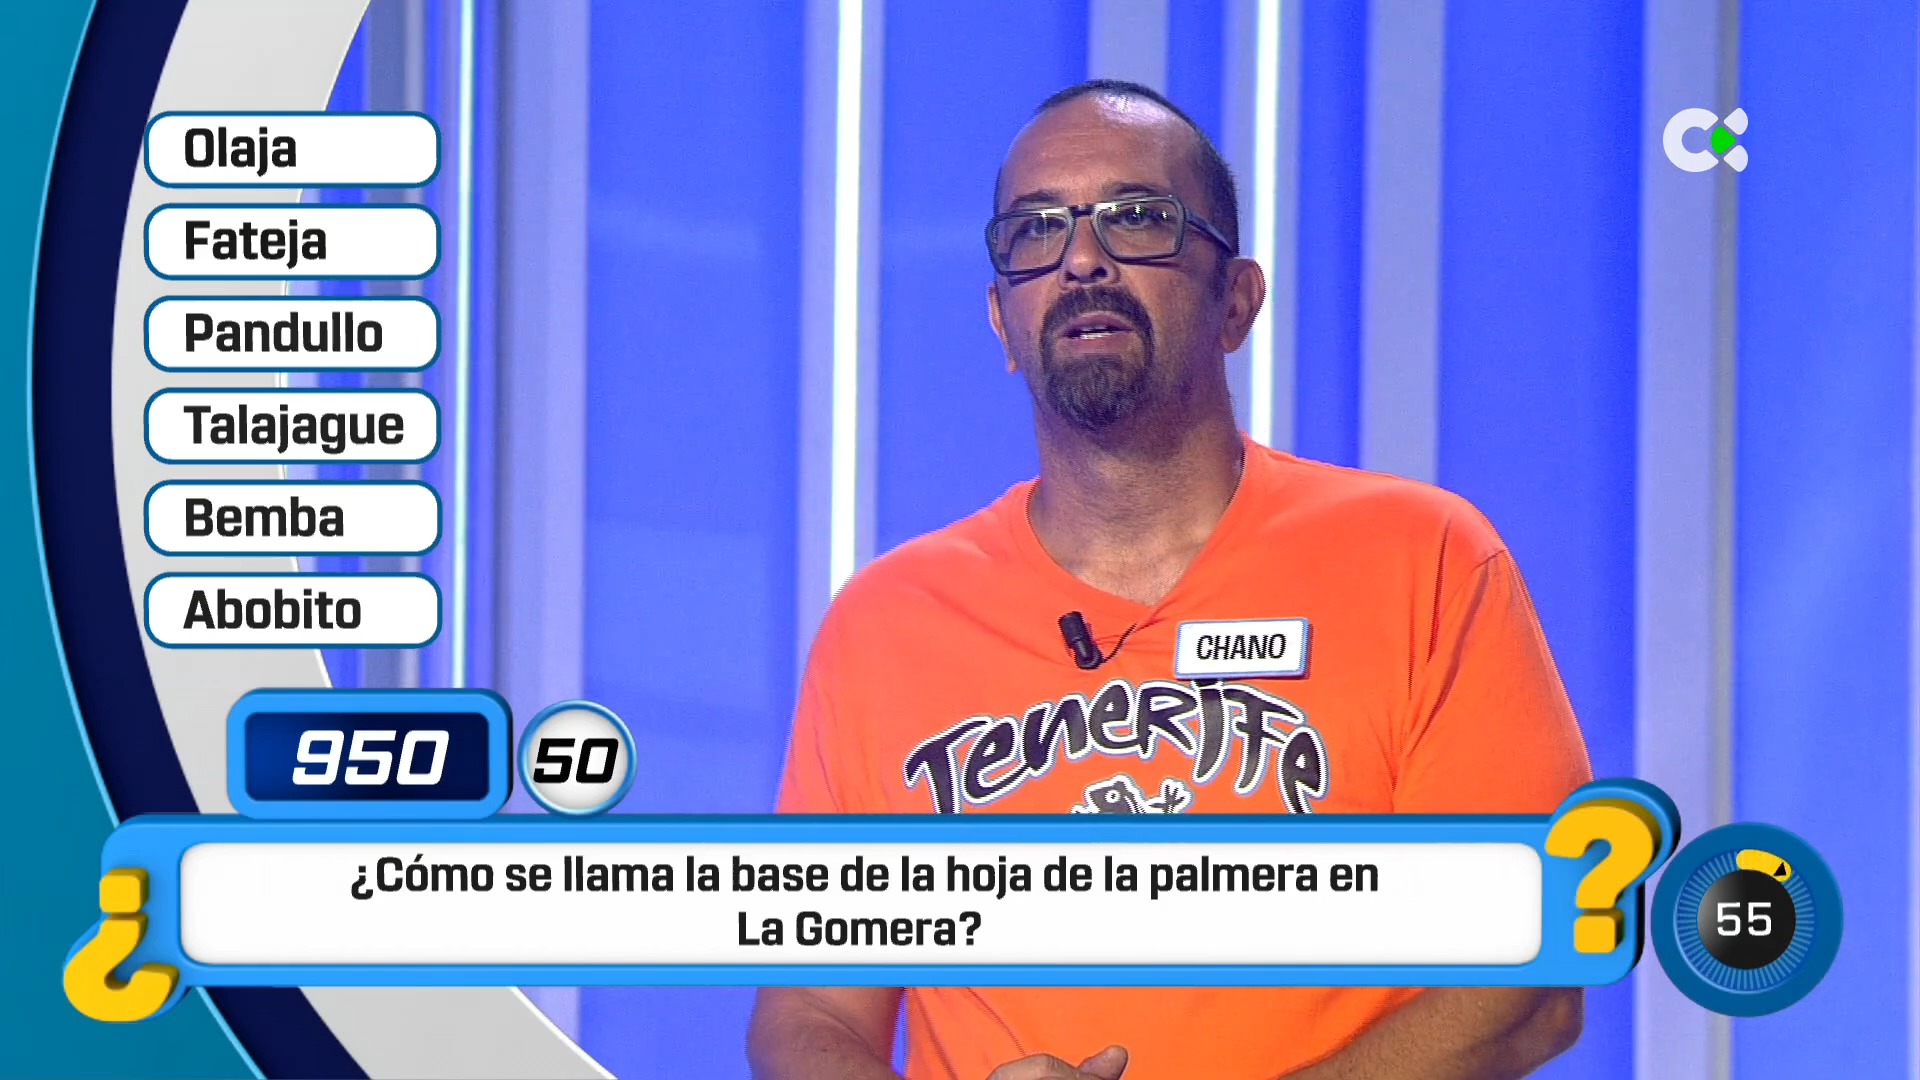 Olaja
Fateja
Pandullo
Talajague
Bemba
Abobito
CHANO
TENERIFE
950
50
¿Cómo se llama la base de la hoja de la palmera en
La Gomera?
55